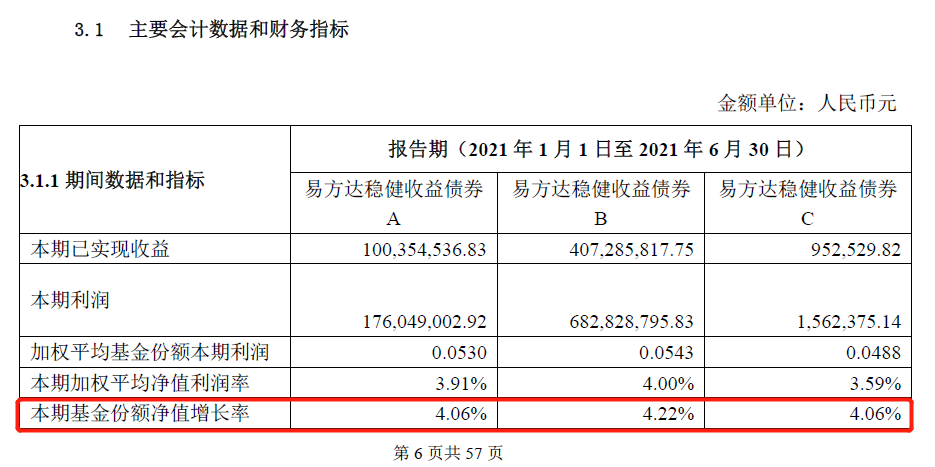 3.1 主要会计数据和财务指标
金额单位：人民币元
3.1.1 期间数据和指标
报告期（2021 年 1 月 1 日至 2021 年 6 月 30 日）
易方达稳健收益债券 易方达稳健收益债券 易方达稳健收益债券
A B C
本期已实现收益 100,354,536.83 407,285,817.75 952,529.82
本期利润 176,049,002.92 682,828,795.83 1,562,375.14
加权平均基金份额本期利润 0.0530 0.0543 0.0488
本期加权平均净值利润率 3.91% 4.00% 3.59%
本期基金份额净值增长率 4.06% 4.22% 4.06%
第 6 页共 57 页